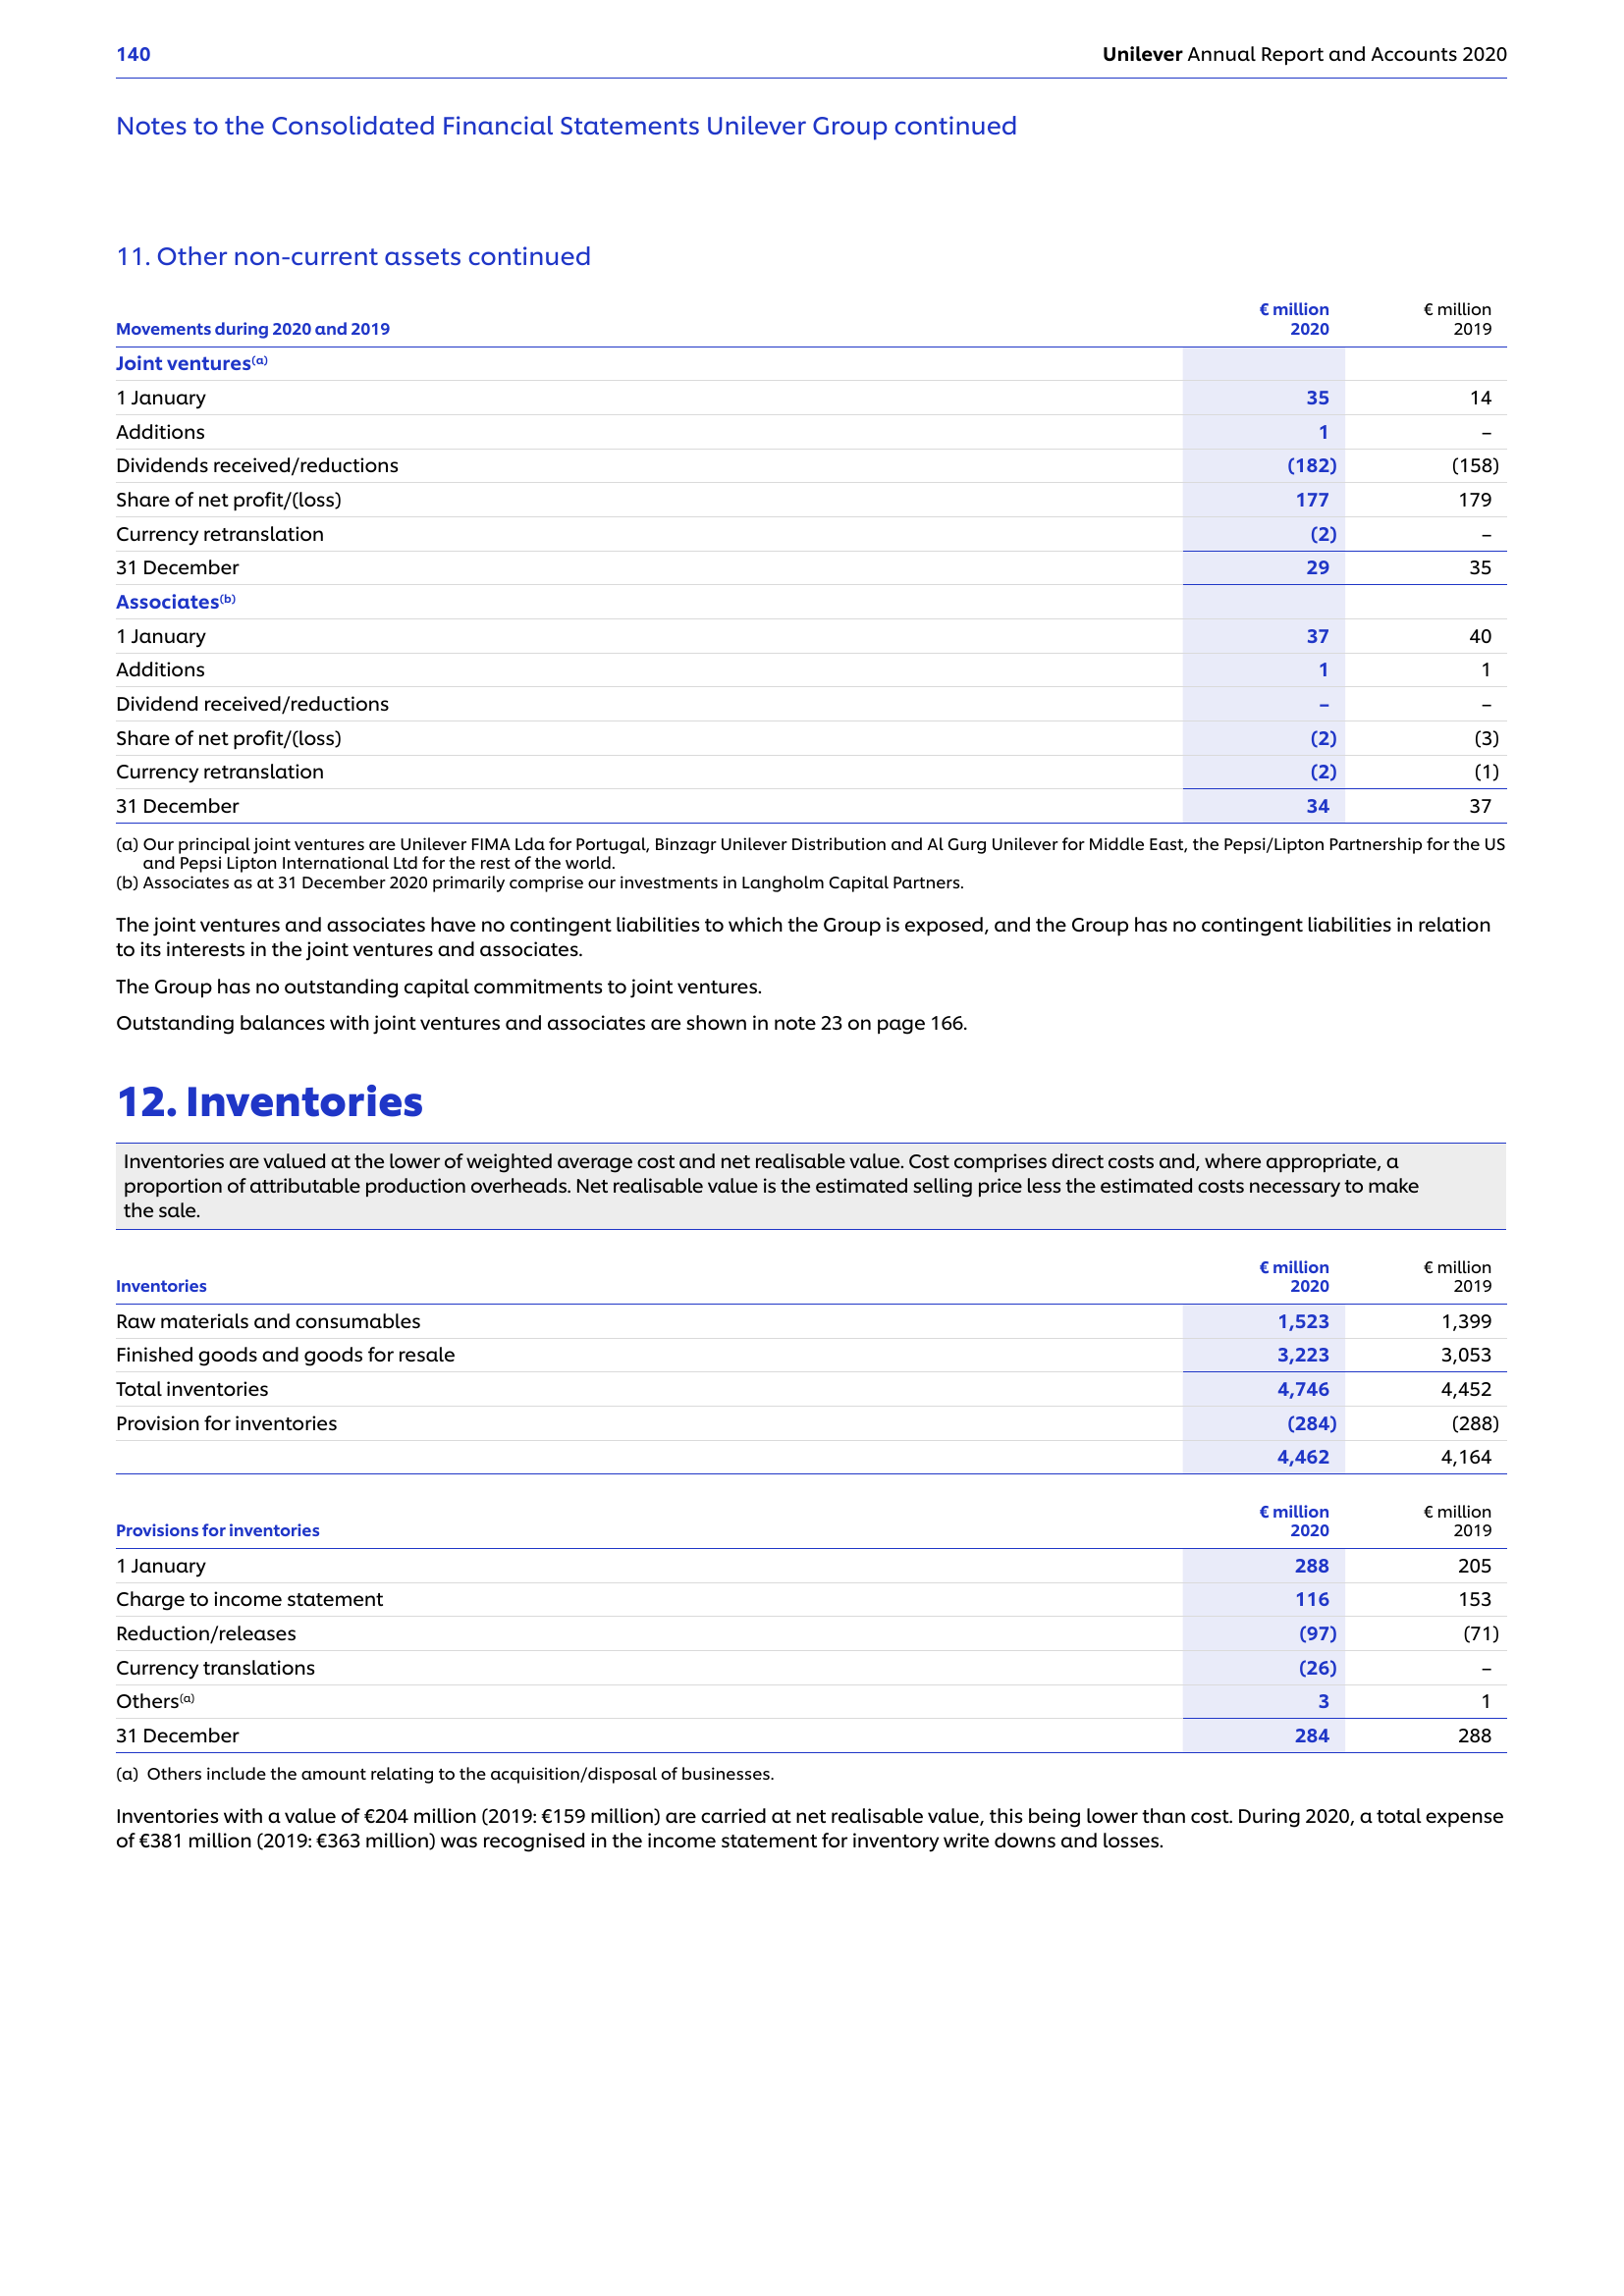 140
Unilever Annual Report and Accounts 2020
Notes to the Consolidated Financial Statements Unilever Group continued
11. Other non-current assets continued
Movements during 2020 and 2019 € million 2020 € million 2019
Joint ventures(a)
1 January 35 14
Additions 1 –
Dividends received/reductions (182) (158)
Share of net profit/(loss) 177 179
Currency retranslation (2) –
31 December 29 35
Associates(b)
1 January 37 40
Additions 1 1
Dividend received/reductions – –
Share of net profit/(loss) (2) (3)
Currency retranslation (2) (1)
31 December 34 37
(a) Our principal joint ventures are Unilever FIMA Lda for Portugal, Binzagr Unilever Distribution and Al Gurg Unilever for Middle East, the Pepsi/Lipton Partnership for the US
and Pepsi Lipton International Ltd for the rest of the world.
(b) Associates as at 31 December 2020 primarily comprise our investments in Langholm Capital Partners.
The joint ventures and associates have no contingent liabilities to which the Group is exposed, and the Group has no contingent liabilities in relation
to its interests in the joint ventures and associates.
The Group has no outstanding capital commitments to joint ventures.
Outstanding balances with joint ventures and associates are shown in note 23 on page 166.
12. Inventories
Inventories are valued at the lower of weighted average cost and net realisable value. Cost comprises direct costs and, where appropriate, a
proportion of attributable production overheads. Net realisable value is the estimated selling price less the estimated costs necessary to make
the sale.
Inventories € million 2020 € million 2019
Raw materials and consumables 1,523 1,399
Finished goods and goods for resale 3,223 3,053
Total inventories 4,746 4,452
Provision for inventories (284) (288)
4,462 4,164
Provisions for inventories € million 2020 € million 2019
1 January 288 205
Charge to income statement 116 153
Reduction/releases (97) (71)
Currency translations (26) –
Others(a) 3 1
31 December 284 288
(a) Others include the amount relating to the acquisition/disposal of businesses.
Inventories with a value of €204 million (2019: €159 million) are carried at net realisable value, this being lower than cost. During 2020, a total expense
of €381 million (2019: €363 million) was recognised in the income statement for inventory write downs and losses.